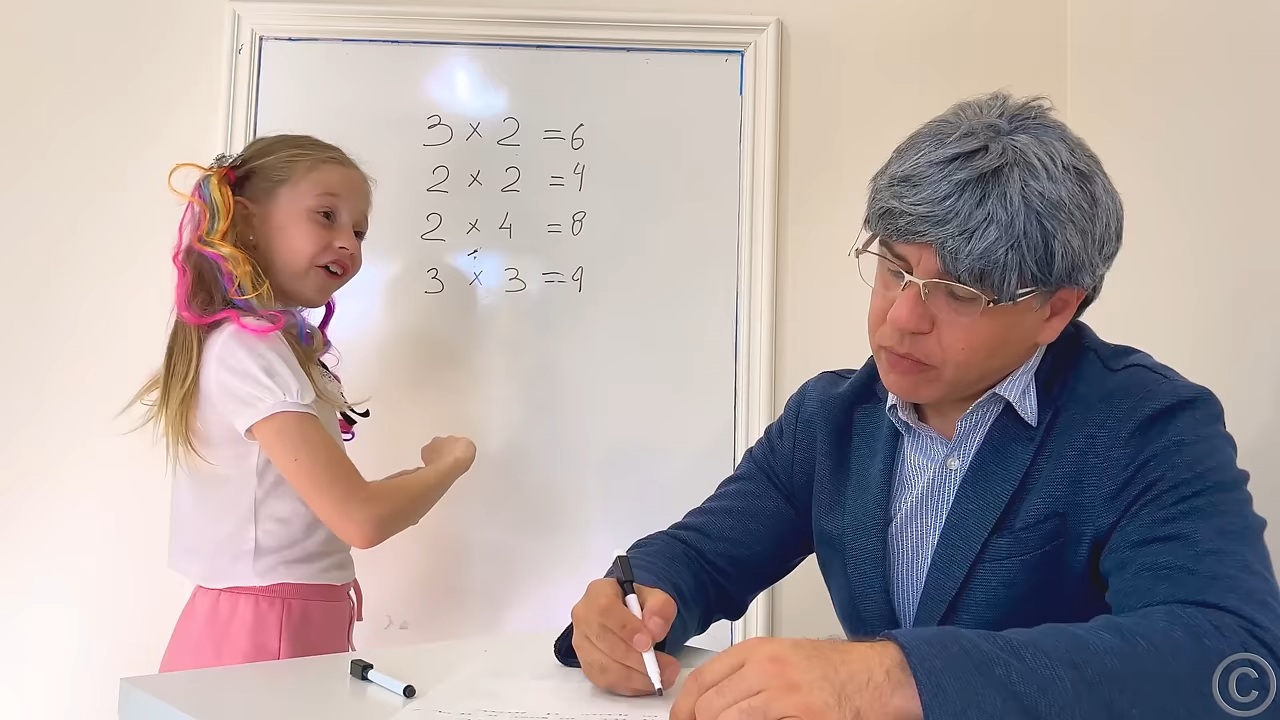 3 × 2 = 6
2 × 2 = 4
2 × 4 = 8
3 × 3 = 9
©